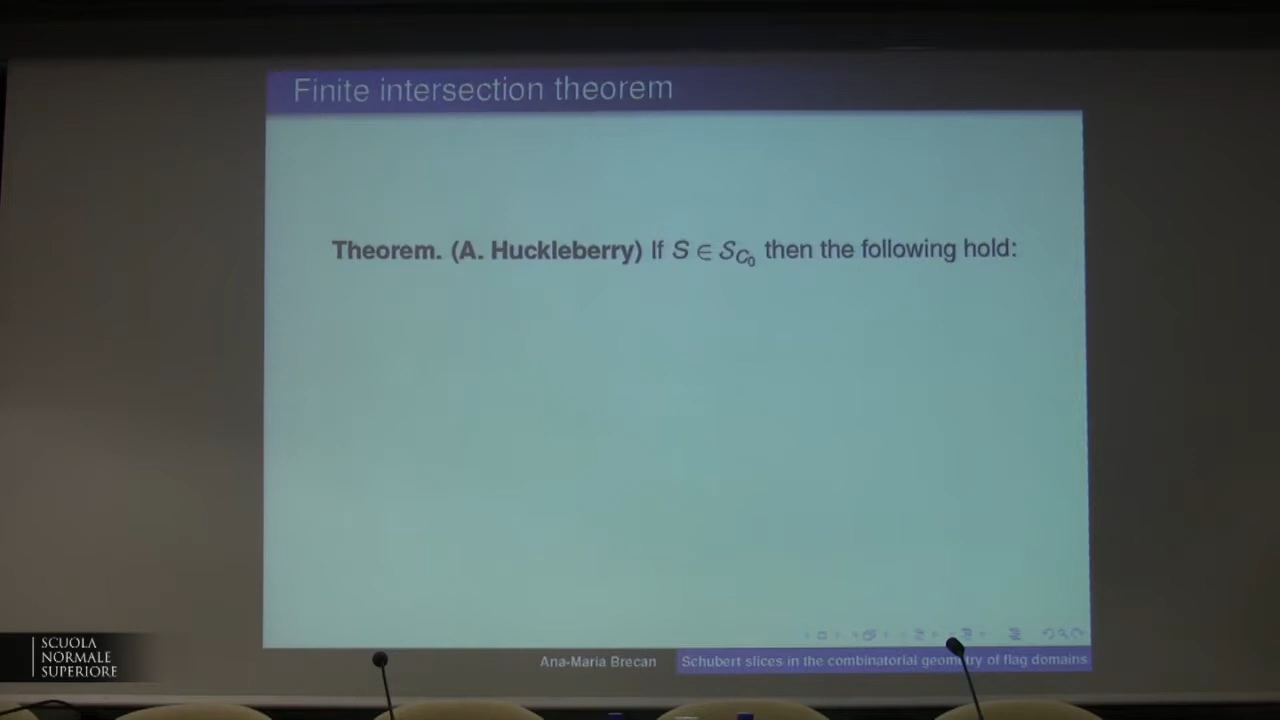 Finite intersection theorem
Theorem. (A. Huckleberry) If S ∈ 𝒮_{C_0} then the following hold:
Ana-Maria Brecan
Schubert slices in the combinatorial geometry of flag domains
SCUOLA
NORMALE
SUPERIORE